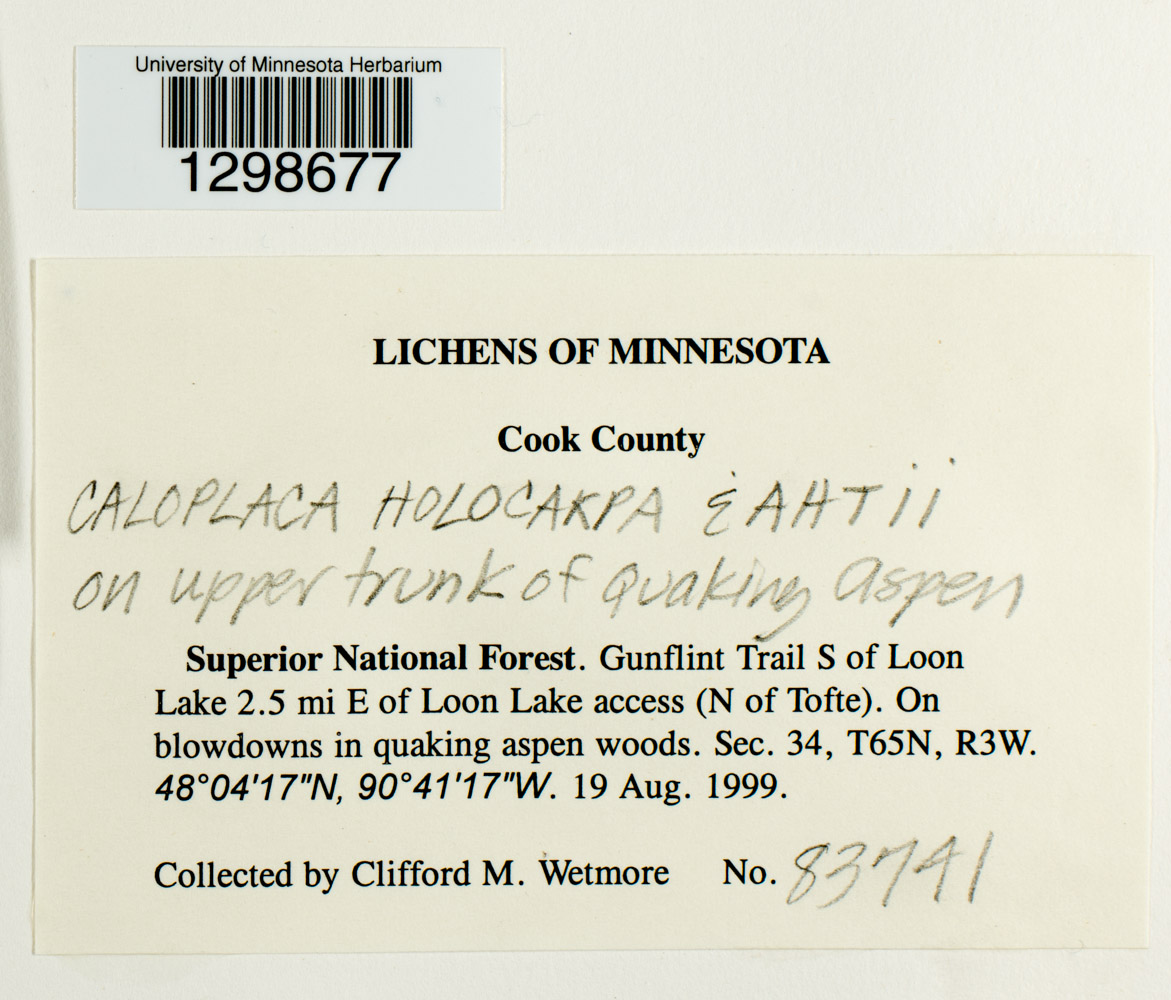 University of Minnesota Herbarium
1298677
LICHENS OF MINNESOTA
Cook County
CALOPLACA HOLOCARPA & AHTII
on upper trunk of quaking aspen
Superior National Forest. Gunflint Trail S of Loon
Lake 2.5 mi E of Loon Lake access (N of Tofte). On
blowdowns in quaking aspen woods. Sec. 34, T65N, R3W.
48°04'17"N, 90°41'17"W. 19 Aug. 1999.
Collected by Clifford M. Wetmore No. 83741